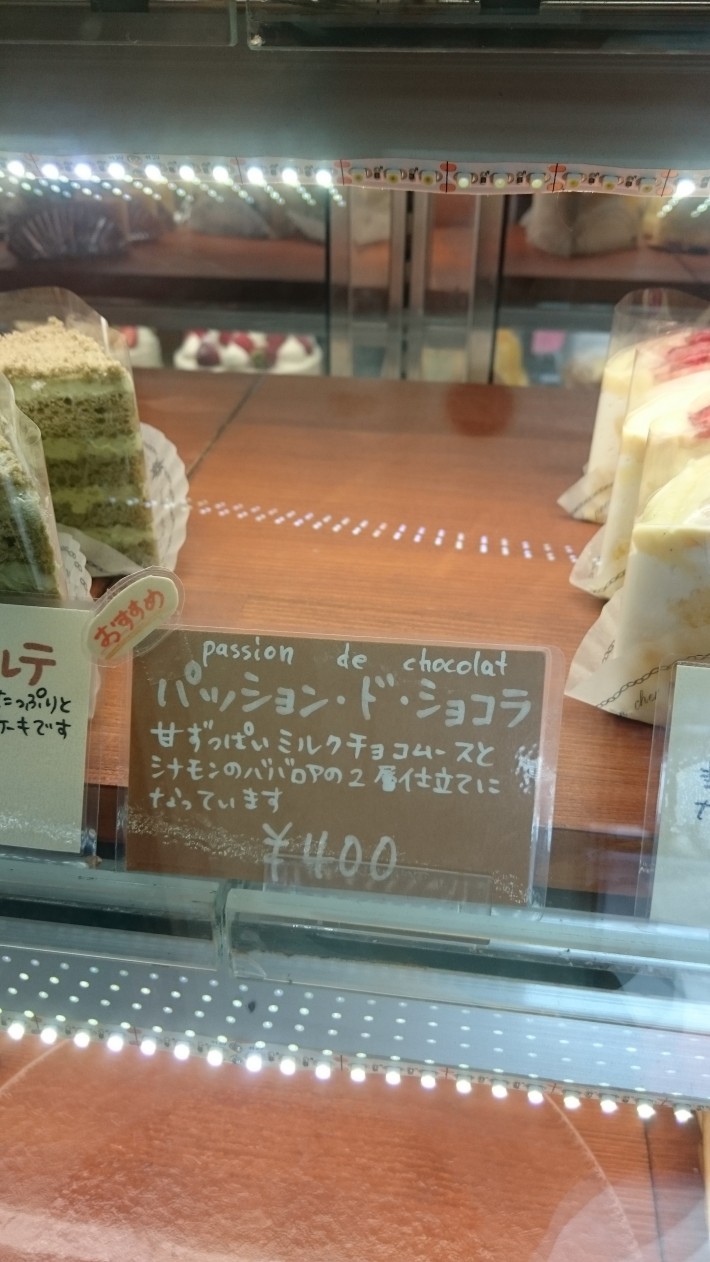 おすすめ
passion de chocolat
パッション・ド・ショコラ
甘ずっぱいミルクチョコムースと
シナモンのババロアの2層仕立てに
なっています
¥400
ルテ
たっぷりと
ケーキです
cher